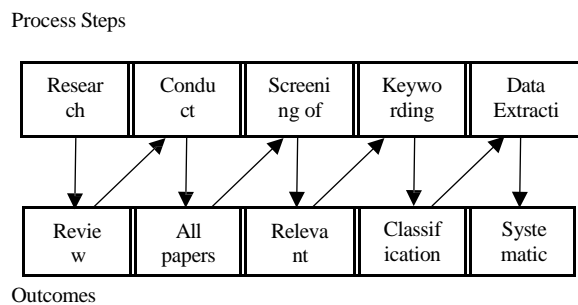 Process Steps
Resear
ch
Condu
ct
Screeni
ng of
Keywo
rding
Data
Extracti
Revie
w
All
papers
Releva
nt
Classif
ication
Syste
matic
Outcomes